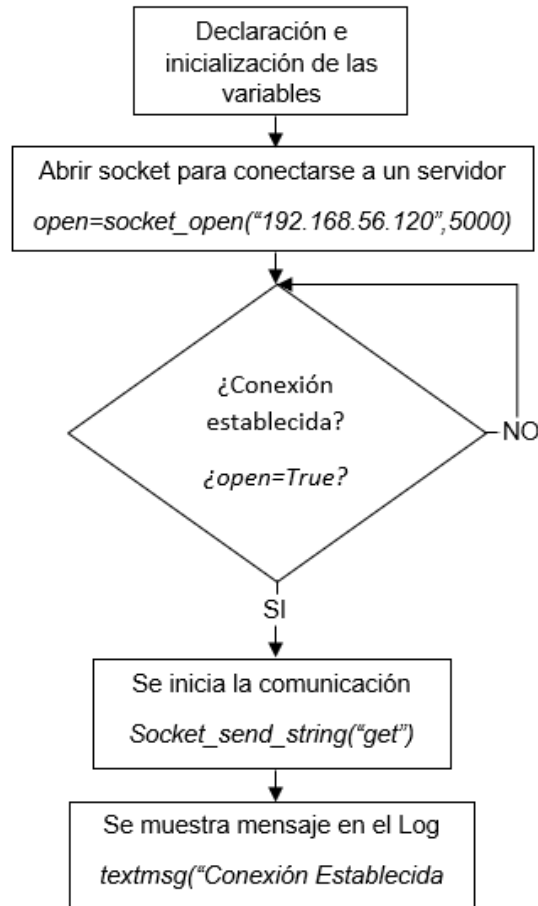 Declaración e
inicialización de las
variables
Abrir socket para conectarse a un servidor
open=socket_open(“192.168.56.120”,5000)
¿Conexión
establecida?
¿open=True?
NO
SI
Se inicia la comunicación
Socket_send_string(“get”)
Se muestra mensaje en el Log
textmsg(“Conexión Establecida